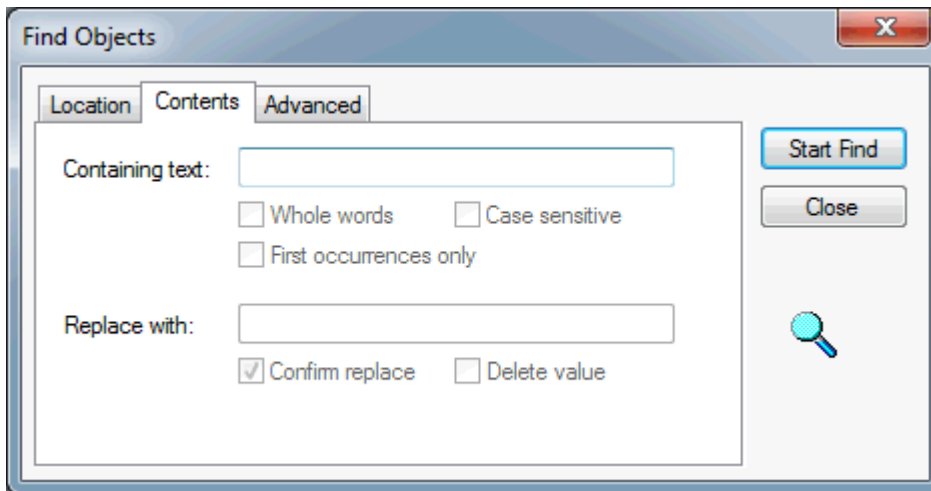 Find Objects
Location Contents Advanced
Containing text:
Whole words Case sensitive
First occurrences only
Replace with:
Confirm replace Delete value
Start Find
Close